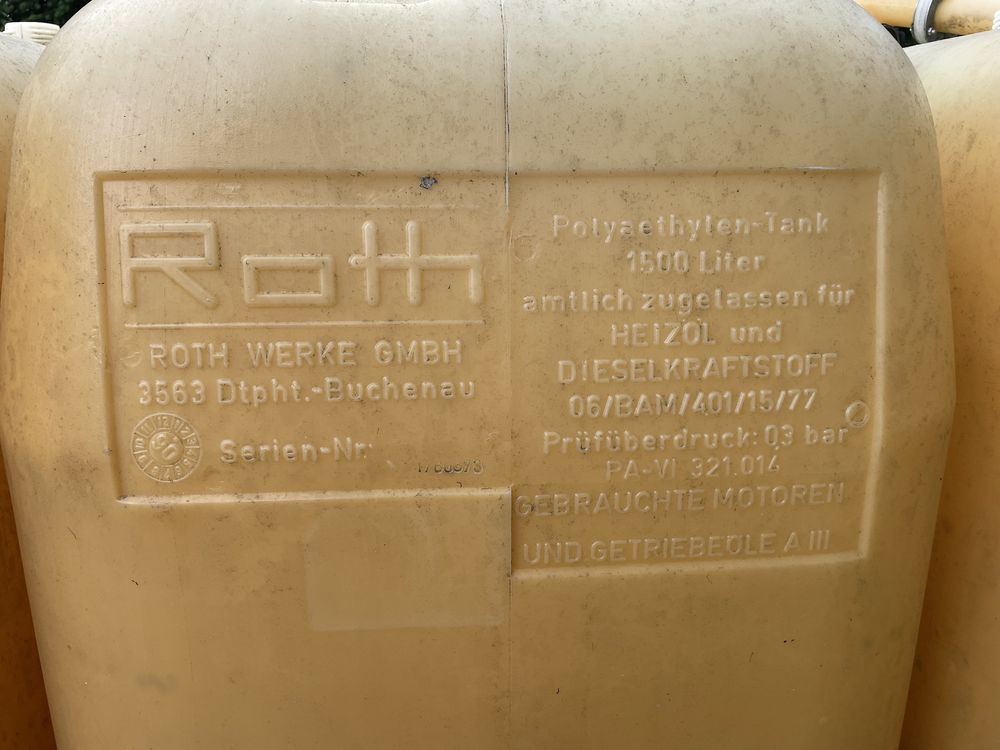 Roth
ROTH WERKE GMBH
3563 Dtpht.-Buchenau
Serien-Nr.
Polyaethylen-Tank
1500 Liter
amtlich zugelassen für
HEIZÖL und
DIESELKRAFTSTOFF
06/BAM/401/15/77
Prüfüberdruck: 0,3 bar
PA-VI 321.014
GEBRAUCHTE MOTOREN
UND GETRIEBEÖLE A III